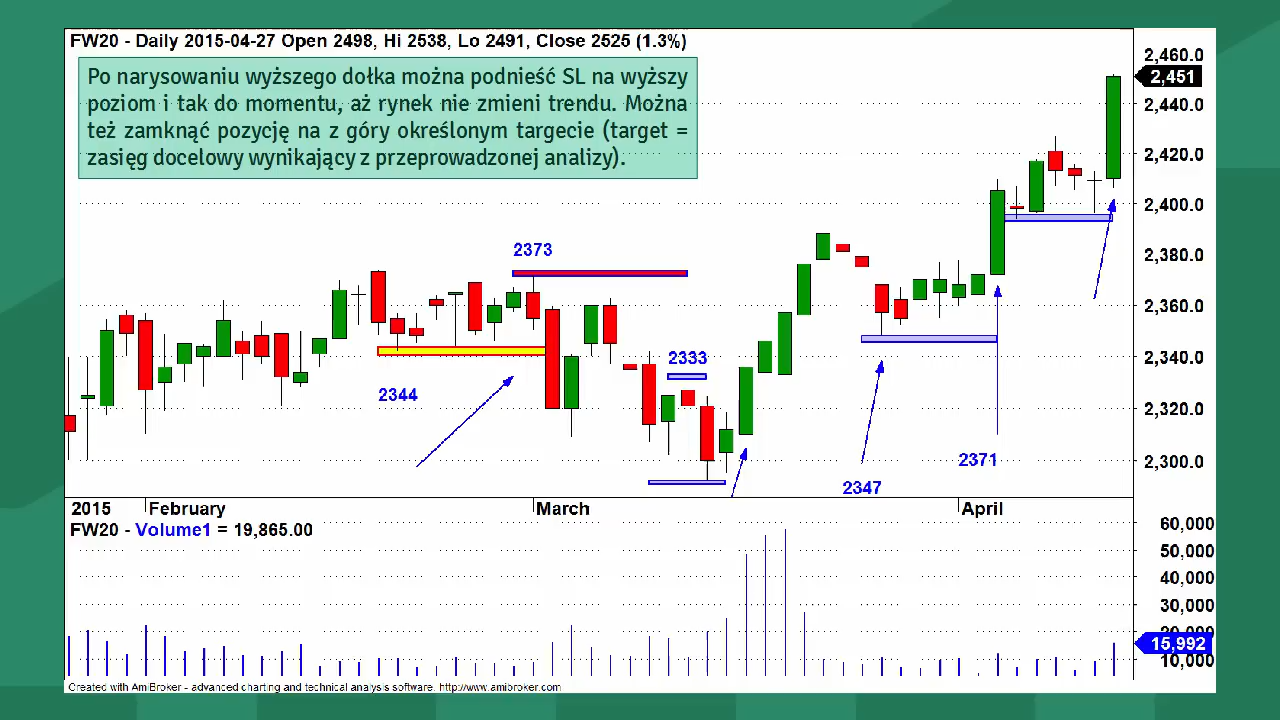 FW20 - Daily 2015-04-27 Open 2498, Hi 2538, Lo 2491, Close 2525 (1.3%)
Po narysowaniu wyższego dołka można podnieść SL na wyższy
poziom i tak do momentu, aż rynek nie zmieni trendu. Można
też zamknąć pozycję na z góry określonym targecie (target =
zasięg docelowy wynikający z przeprowadzonej analizy).
2,460.0
2,451
2,440.0
2,420.0
2,400.0
2,380.0
2,360.0
2,340.0
2,320.0
2,300.0
2373
2333
2344
2371
2347
2015 February March April
FW20 - Volume1 = 19,865.00
60,000
50,000
40,000
30,000
20,000
15,992
10,000
Created with AmiBroker - advanced charting and technical analysis software. http://www.amibroker.com